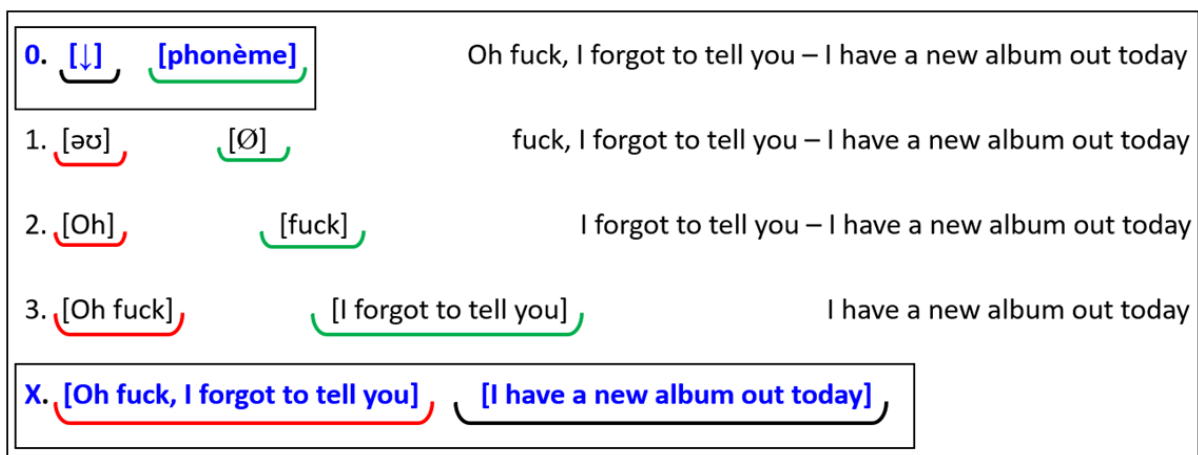 0. [↓] [phonème] Oh fuck, I forgot to tell you – I have a new album out today
1. [əʊ] [Ø] fuck, I forgot to tell you – I have a new album out today
2. [Oh] [fuck] I forgot to tell you – I have a new album out today
3. [Oh fuck] [I forgot to tell you] I have a new album out today
X. [Oh fuck, I forgot to tell you] [I have a new album out today]